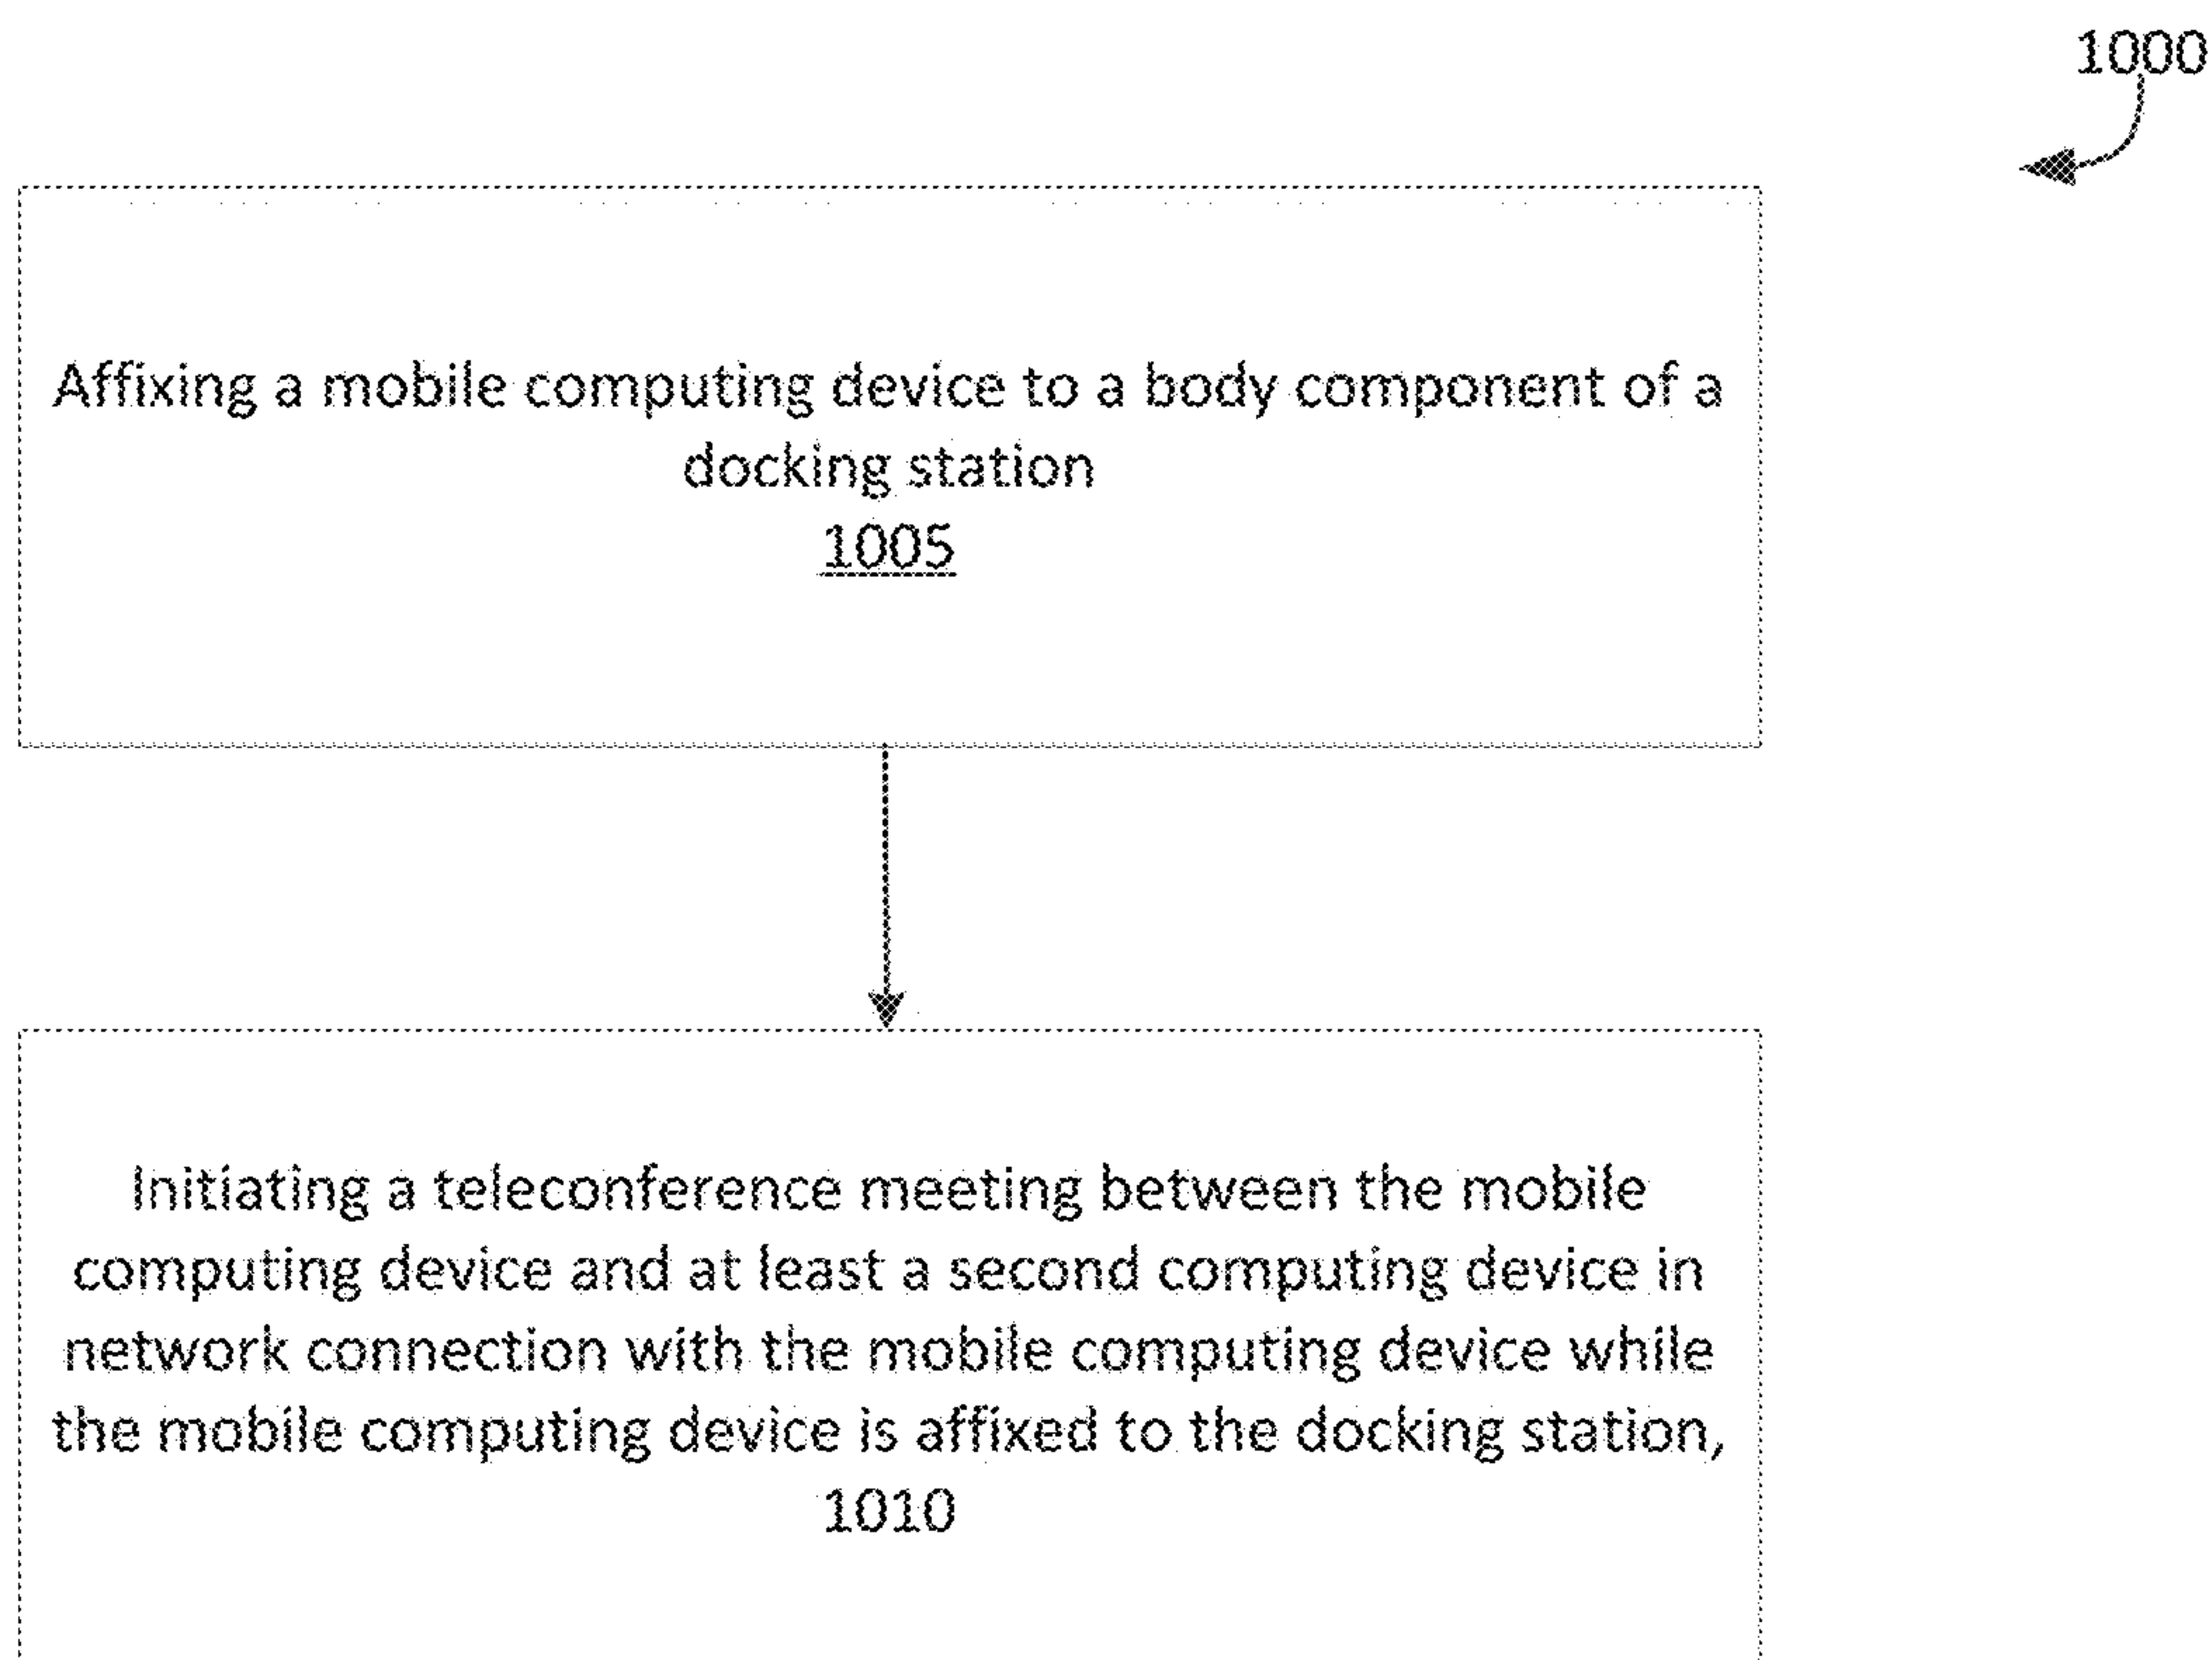 1000
Affixing a mobile computing device to a body component of a
docking station
1005
Initiating a teleconference meeting between the mobile
computing device and at least a second computing device in
network connection with the mobile computing device while
the mobile computing device is affixed to the docking station,
1010